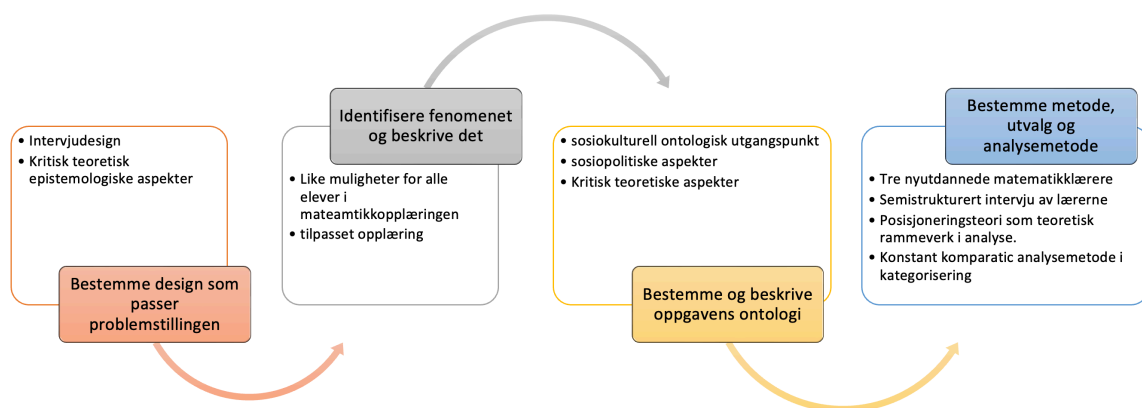 • Intervjudesign
• Kritisk teoretisk
epistemologiske aspekter
Bestemme design som
passer
problemstillingen
Identifisere fenomenet
og beskrive det
• Like muligheter for alle
elever i
mateamtikkopplæringen
• tilpasset opplæring
• sosiokulturell ontologisk utgangspunkt
• sosiopolitiske aspekter
• Kritisk teoretiske aspekter
Bestemme og beskrive
oppgavens ontologi
Bestemme metode,
utvalg og
analysemetode
• Tre nyutdannede matematikklærere
• Semistrukturert intervju av lærerne
• Posisjoneringsteori som teoretisk
rammeverk i analyse.
• Konstant komparatic analysemetode i
kategorisering